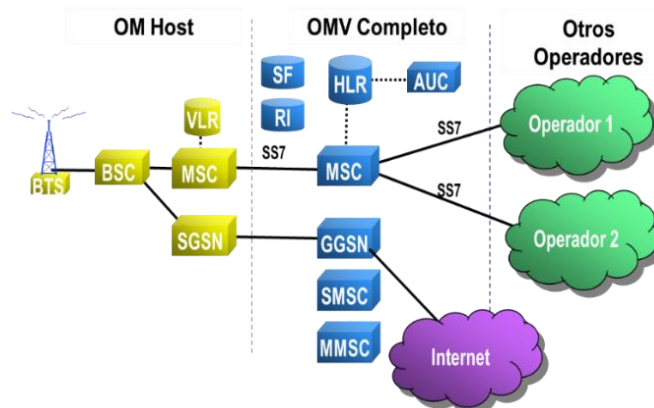 OM Host
OMV Completo
Otros
Operadores
SF
HLR
AUC
VLR
RI
SS7
Operador 1
BTS
BSC
MSC
SS7
MSC
SS7
SGSN
GGSN
Operador 2
SMSC
MMSC
Internet